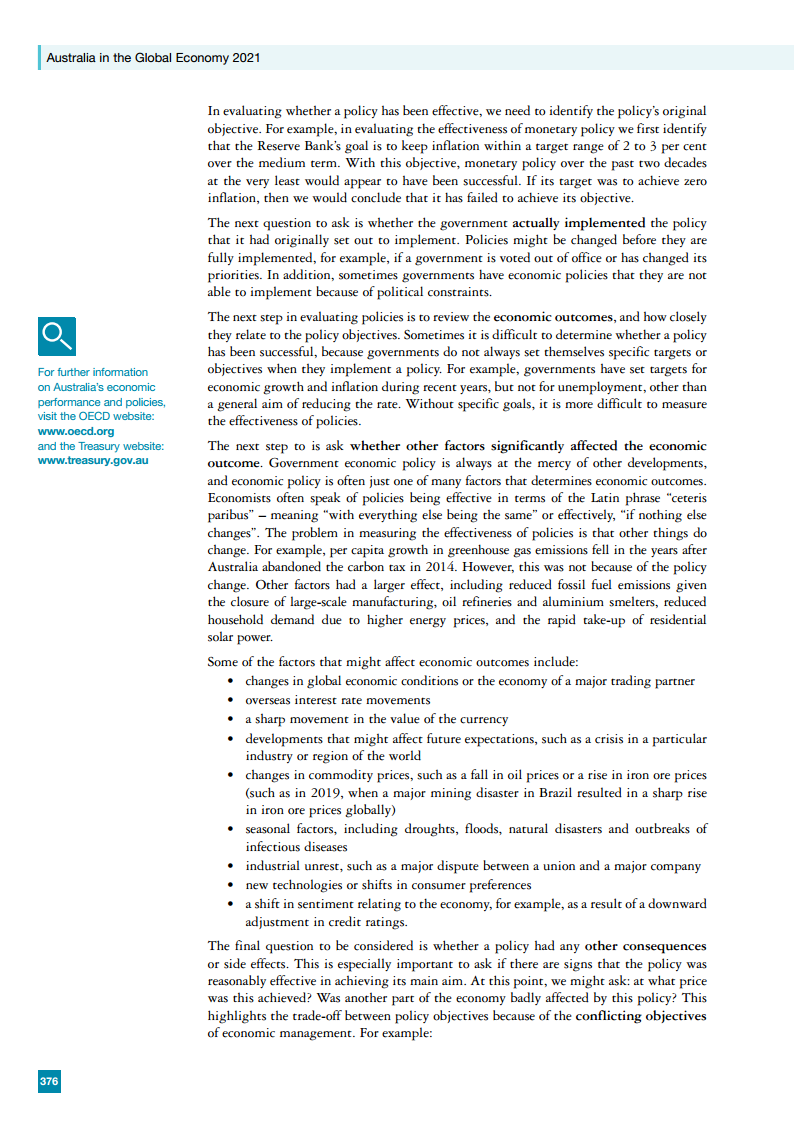 Australia in the Global Economy 2021
In evaluating whether a policy has been effective, we need to identify the policy's original
objective. For example, in evaluating the effectiveness of monetary policy we first identify
that the Reserve Bank's goal is to keep inflation within a target range of 2 to 3 per cent
over the medium term. With this objective, monetary policy over the past two decades
at the very least would appear to have been successful. If its target was to achieve zero
inflation, then we would conclude that it has failed to achieve its objective.
The next question to ask is whether the government actually implemented the policy
that it had originally set out to implement. Policies might be changed before they are
fully implemented, for example, if a government is voted out of office or has changed its
priorities. In addition, sometimes governments have economic policies that they are not
able to implement because of political constraints.
The next step in evaluating policies is to review the economic outcomes, and how closely
they relate to the policy objectives. Sometimes it is difficult to determine whether a policy
has been successful, because governments do not always set themselves specific targets or
objectives when they implement a policy. For example, governments have set targets for
economic growth and inflation during recent years, but not for unemployment, other than
a general aim of reducing the rate. Without specific goals, it is more difficult to measure
the effectiveness of policies.
For further information
on Australia's economic
performance and policies,
visit the OECD website:
www.oecd.org
and the Treasury website:
www.treasury.gov.au
The next step to is ask whether other factors significantly affected the economic
outcome. Government economic policy is always at the mercy of other developments,
and economic policy is often just one of many factors that determines economic outcomes.
Economists often speak of policies being effective in terms of the Latin phrase "ceteris
paribus" – meaning "with everything else being the same" or effectively, "if nothing else
changes". The problem in measuring the effectiveness of policies is that other things do
change. For example, per capita growth in greenhouse gas emissions fell in the years after
Australia abandoned the carbon tax in 2014. However, this was not because of the policy
change. Other factors had a larger effect, including reduced fossil fuel emissions given
the closure of large-scale manufacturing, oil refineries and aluminium smelters, reduced
household demand due to higher energy prices, and the rapid take-up of residential
solar power.
Some of the factors that might affect economic outcomes include:
• changes in global economic conditions or the economy of a major trading partner
• overseas interest rate movements
• a sharp movement in the value of the currency
• developments that might affect future expectations, such as a crisis in a particular
industry or region of the world
• changes in commodity prices, such as a fall in oil prices or a rise in iron ore prices
(such as in 2019, when a major mining disaster in Brazil resulted in a sharp rise
in iron ore prices globally)
• seasonal factors, including droughts, floods, natural disasters and outbreaks of
infectious diseases
• industrial unrest, such as a major dispute between a union and a major company
• new technologies or shifts in consumer preferences
• a shift in sentiment relating to the economy, for example, as a result of a downward
adjustment in credit ratings.
The final question to be considered is whether a policy had any other consequences
or side effects. This is especially important to ask if there are signs that the policy was
reasonably effective in achieving its main aim. At this point, we might ask: at what price
was this achieved? Was another part of the economy badly affected by this policy? This
highlights the trade-off between policy objectives because of the conflicting objectives
of economic management. For example:
376